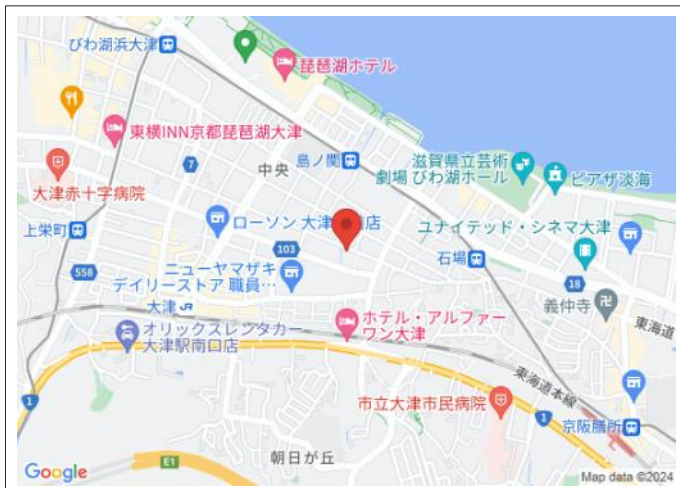 びわ湖浜大津
琵琶湖ホテル
東横INN京都琵琶湖大津
島ノ関
中央
7
滋賀県立芸術
劇場 びわ湖ホール
ピアザ淡海
大津赤十字病院
上栄町
ローソン 大津
店
ユナイテッド・シネマ大津
103
石場
558
ニューヤマザキ
デイリーストア 職員…
18
義仲寺
大津
ホテル・アルファー
ワン大津
東海道
オリックスレンタカー
大津駅南口店
東海道本線
市立大津市民病院
1
1
京阪膳所
朝日が丘
E1
Google
Map data ©2024